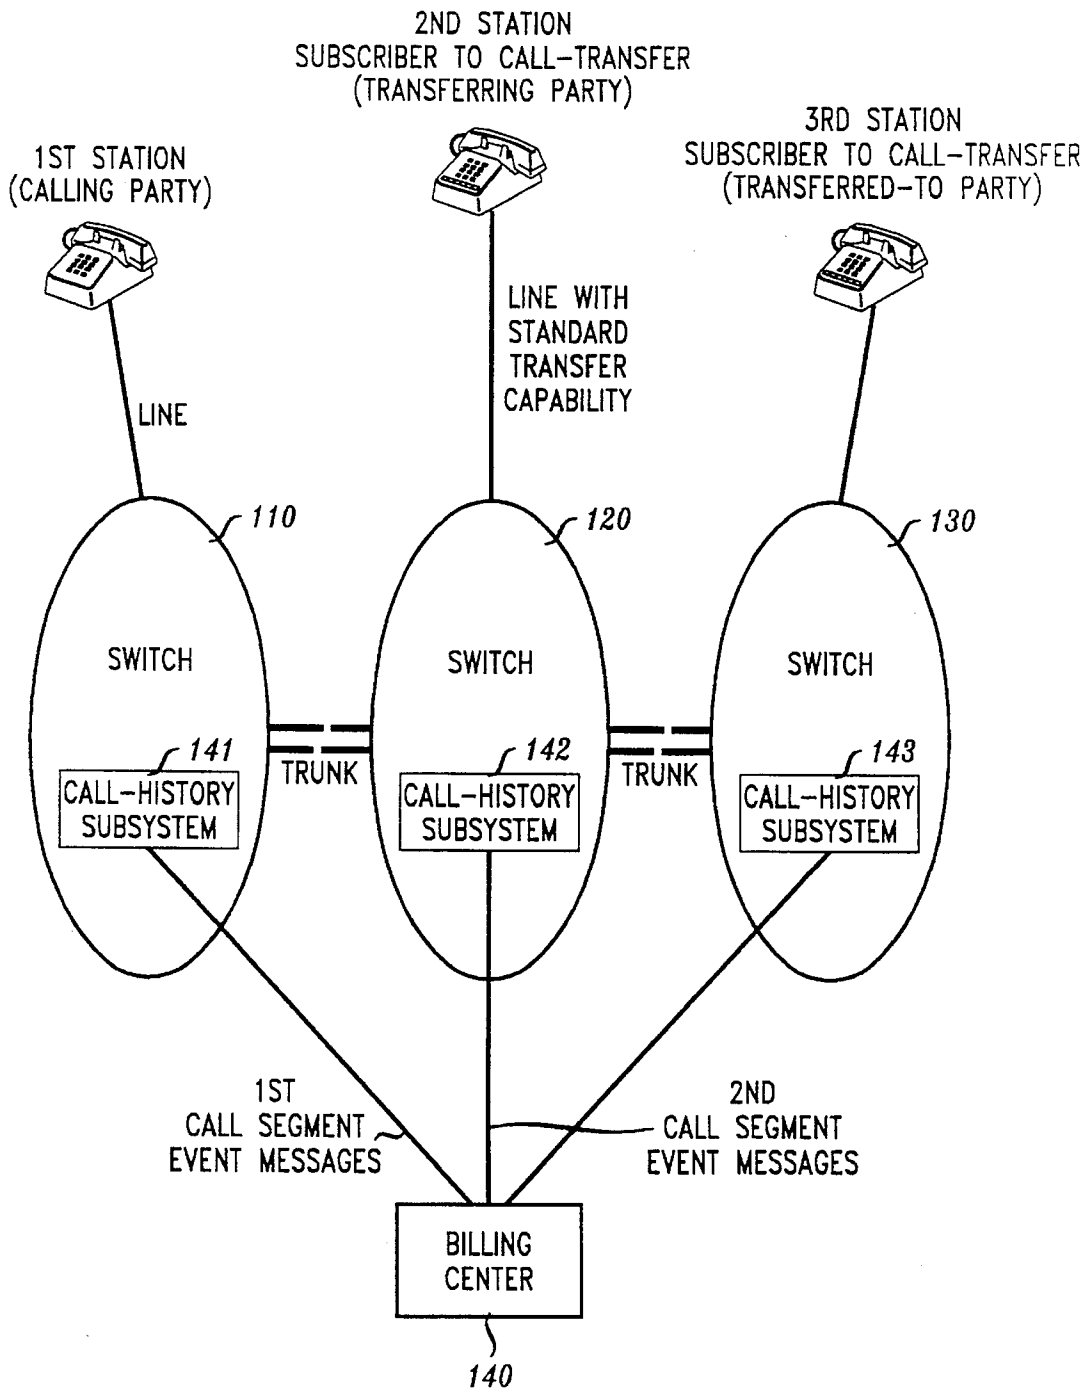 2ND STATION
SUBSCRIBER TO CALL-TRANSFER
(TRANSFERRING PARTY)
3RD STATION
SUBSCRIBER TO CALL-TRANSFER
(TRANSFERRED-TO PARTY)
1ST STATION
(CALLING PARTY)
LINE WITH
STANDARD
TRANSFER
CAPABILITY
LINE
110
120
130
SWITCH
SWITCH
SWITCH
141
142
143
TRUNK
TRUNK
CALL-HISTORY
SUBSYSTEM
CALL-HISTORY
SUBSYSTEM
CALL-HISTORY
SUBSYSTEM
1ST
CALL SEGMENT
EVENT MESSAGES
2ND
CALL SEGMENT
EVENT MESSAGES
BILLING
CENTER
140